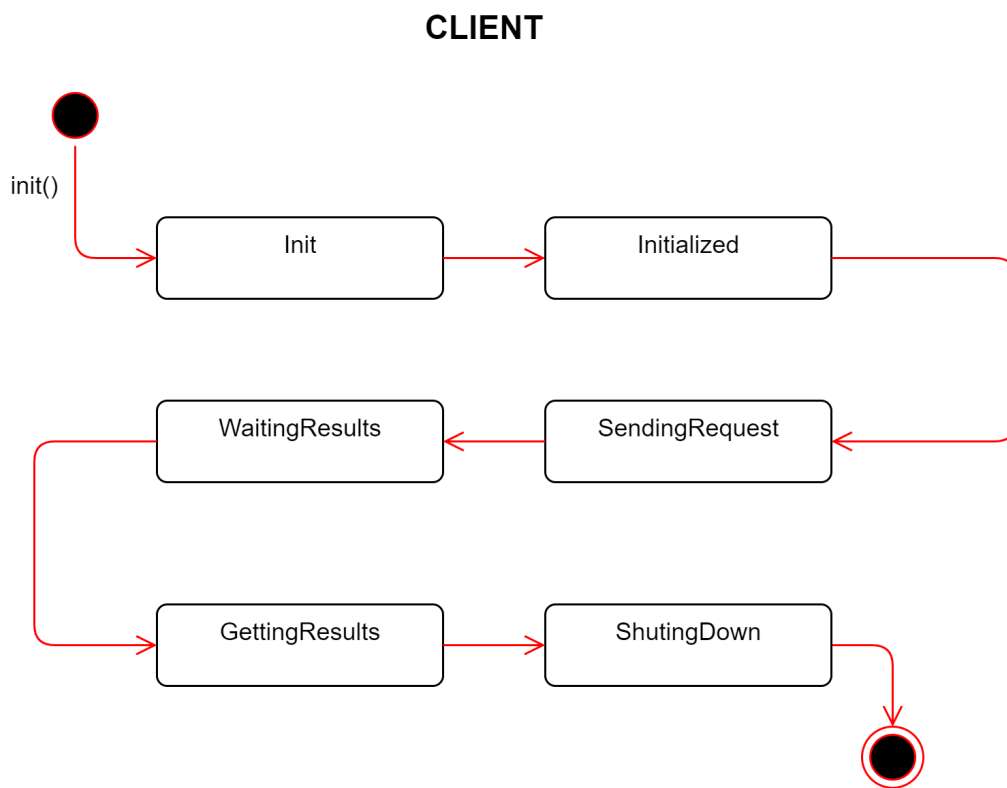 CLIENT
init()
Init
Initialized
WaitingResults
SendingRequest
GettingResults
ShutingDown